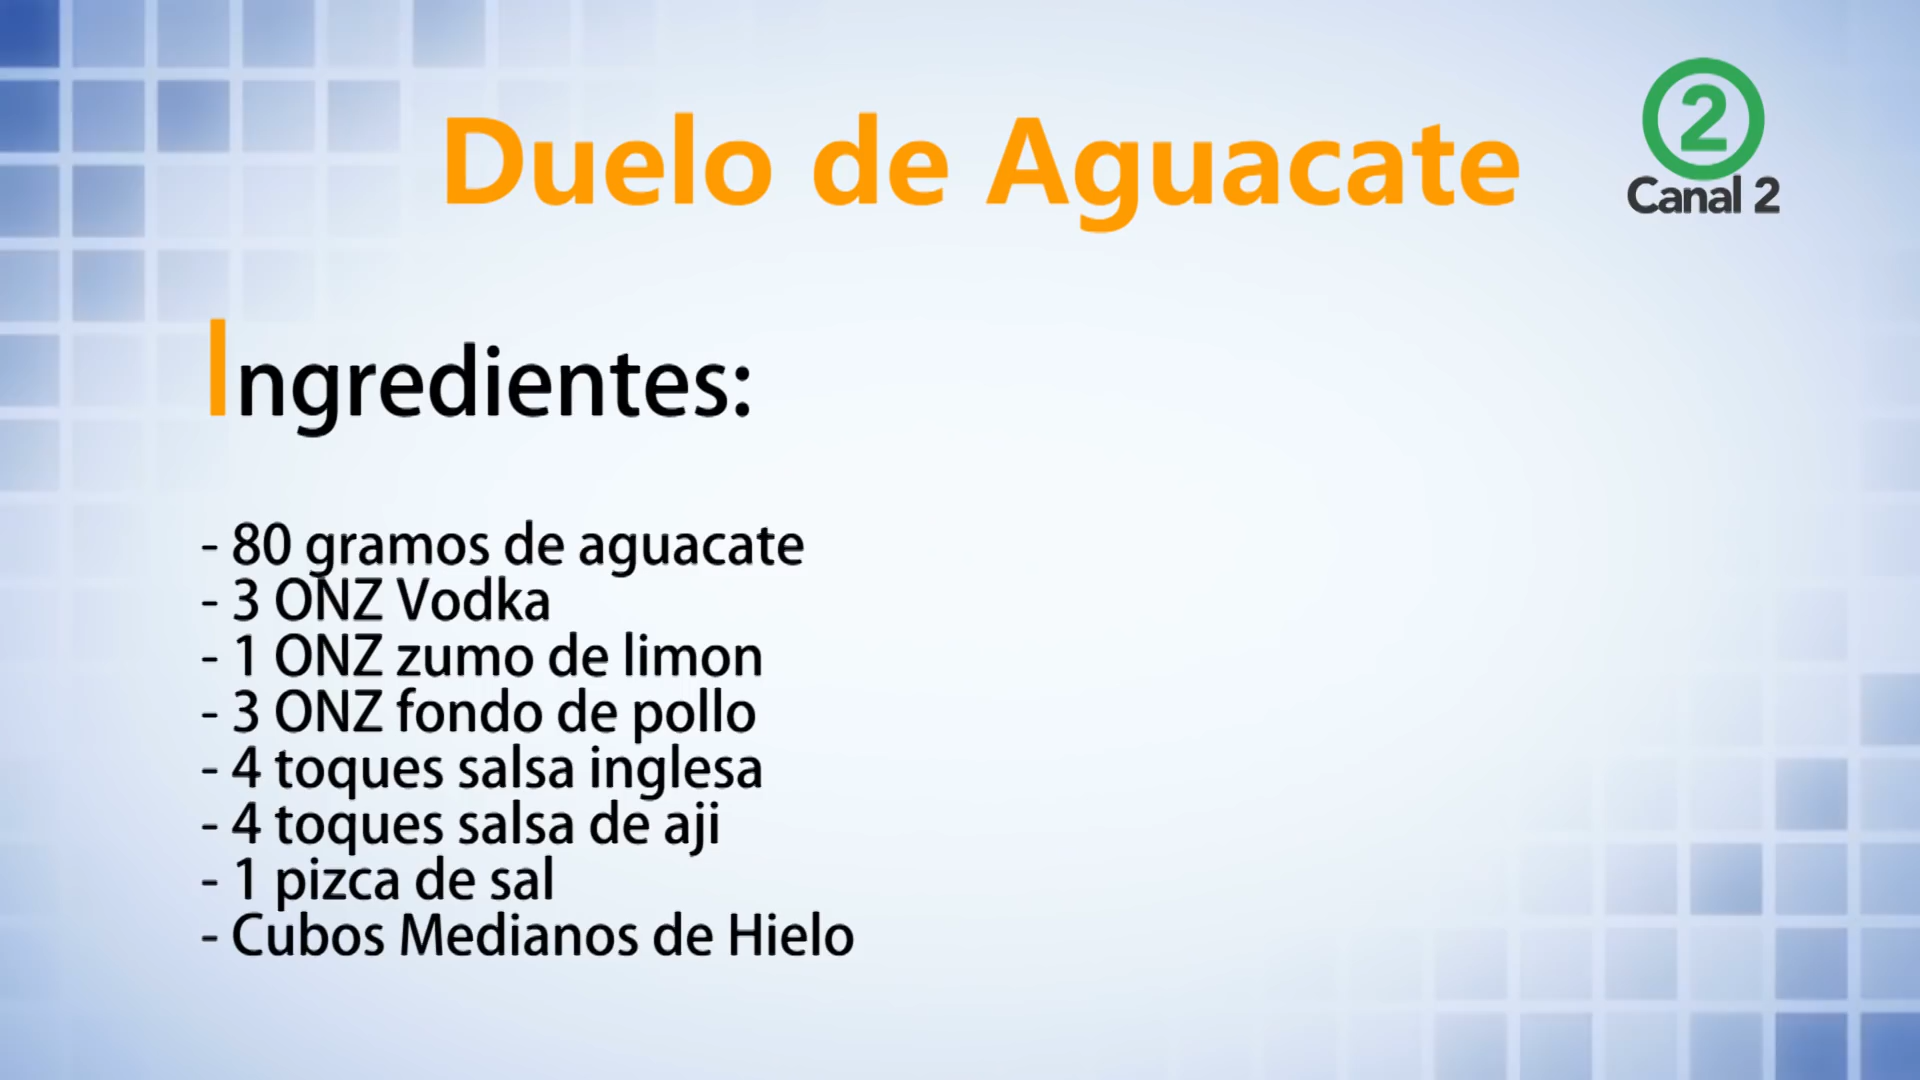 Duelo de Aguacate
2
Canal 2
Ingredientes:
- 80 gramos de aguacate
- 3 ONZ Vodka
- 1 ONZ zumo de limon
- 3 ONZ fondo de pollo
- 4 toques salsa inglesa
- 4 toques salsa de aji
- 1 pizca de sal
- Cubos Medianos de Hielo